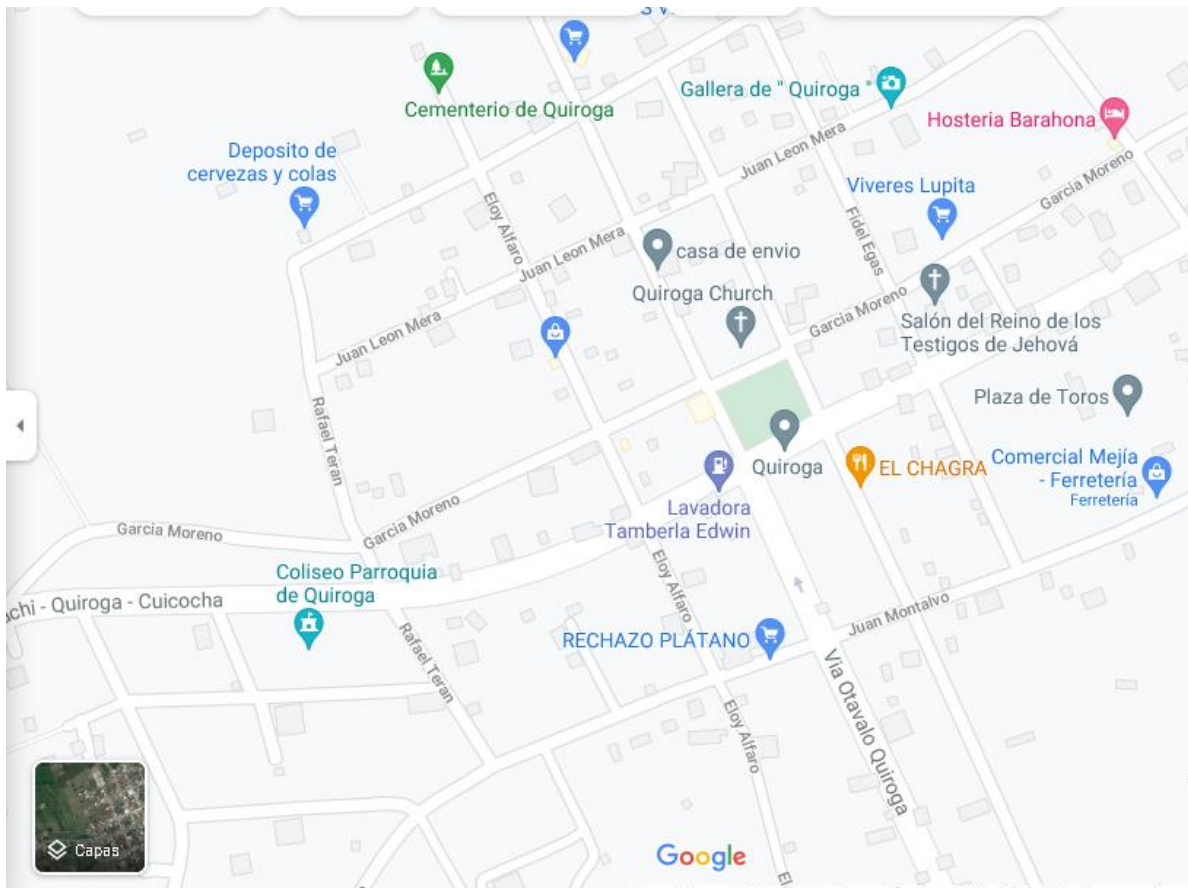 Cementerio de Quiroga
Gallera de " Quiroga "
Hosteria Barahona
Deposito de
cervezas y colas
Juan Leon Mera
Garcia Moreno
Viveres Lupita
Eloy Alfaro
Fidel Egas
Juan Leon Mera
casa de envio
Quiroga Church
Garcia Moreno
Salón del Reino de los
Testigos de Jehová
Juan Leon Mera
Rafael Teran
Plaza de Toros
Quiroga
EL CHAGRA
Comercial Mejía
- Ferretería
Ferretería
Lavadora
Tamberla Edwin
Garcia Moreno
Garcia Moreno
Coliseo Parroquia
de Quiroga
achi - Quiroga - Cuicocha
Eloy Alfaro
Juan Montalvo
RECHAZO PLÁTANO
Rafael Teran
Via Otavalo Quiroga
Eloy Alfaro
Capas
Google